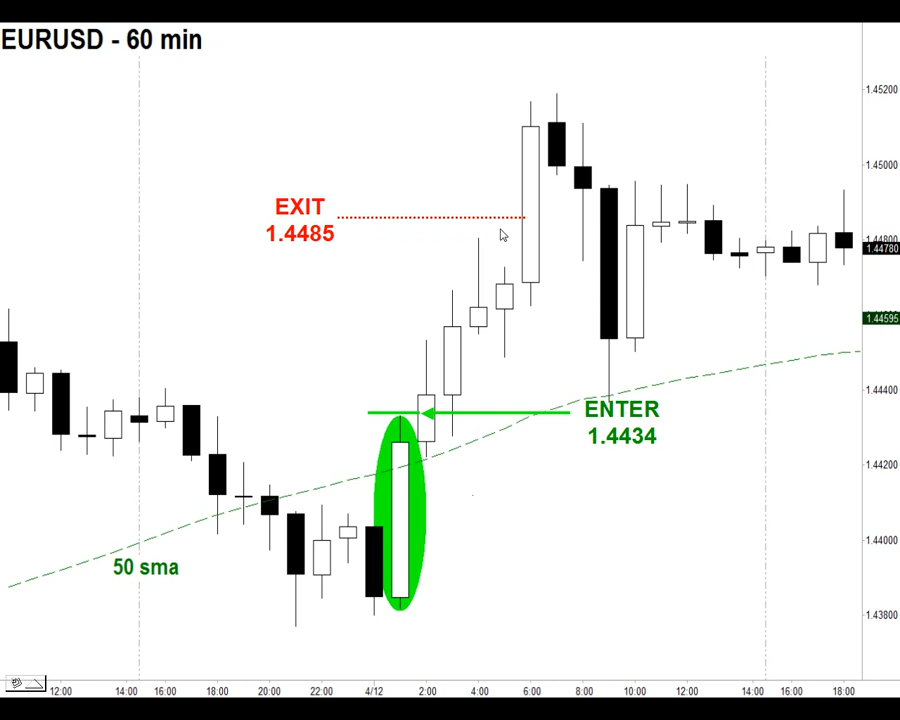 EURUSD - 60 min
1.45200
1.45000
EXIT
1.4485
1.44800
1.44780
1.44595
1.44400
ENTER
1.4434
1.44200
1.44000
50 sma
1.43800
12:00 14:00 16:00 18:00 20:00 22:00 4/12 2:00 4:00 6:00 8:00 10:00 12:00 14:00 16:00 18:00